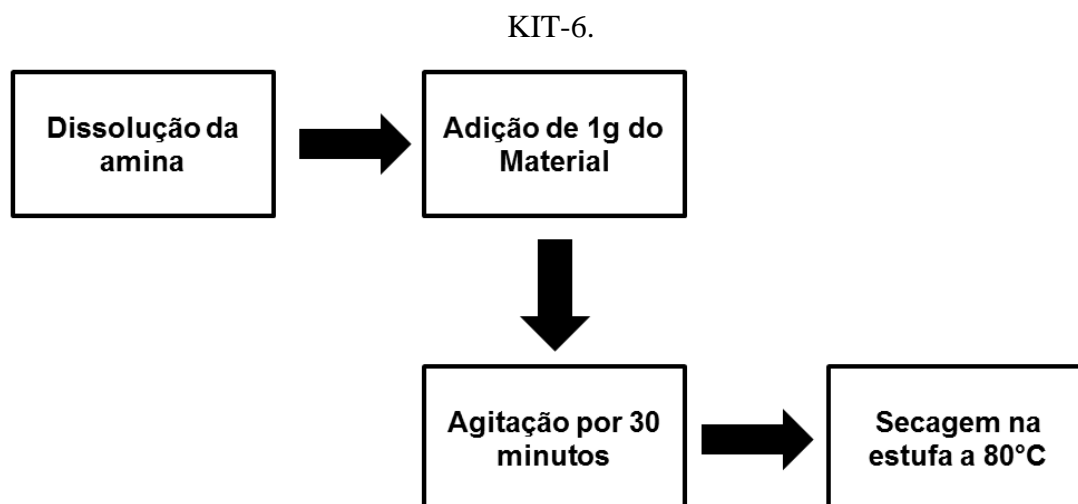 KIT-6.
Dissolução da
amina
Adição de 1g do
Material
Agitação por 30
minutos
Secagem na
estufa a 80°C